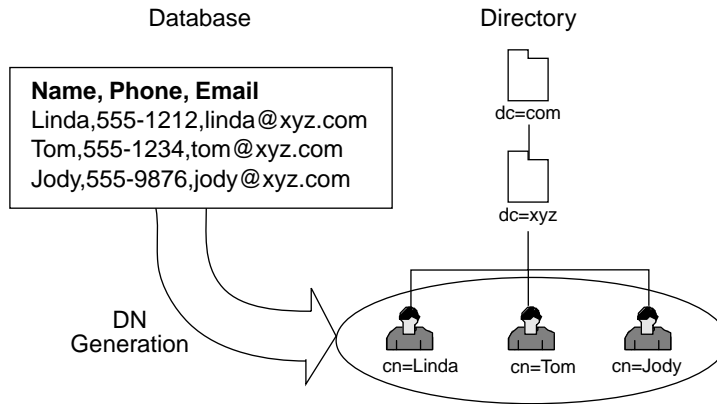 Database
Directory
Name, Phone, Email
Linda,555-1212,linda@xyz.com
Tom,555-1234,tom@xyz.com
Jody,555-9876,jody@xyz.com
dc=com
dc=xyz
DN
Generation
cn=Linda
cn=Tom
cn=Jody